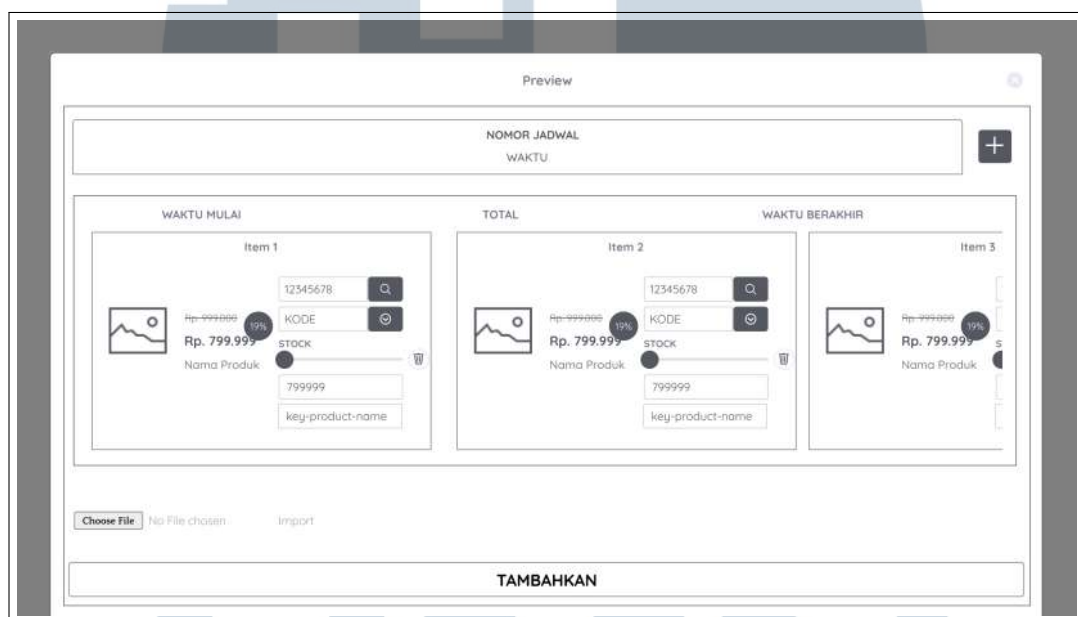 Preview
NOMOR JADWAL
WAKTU
WAKTU MULAI TOTAL WAKTU BERAKHIR
Item 1
12345678
Rp. 999.000
19%
KODE
Rp. 799.999
STOCK
Nama Produk
799999
key-product-name
Item 2
12345678
Rp. 999.000
19%
KODE
Rp. 799.999
STOCK
Nama Produk
799999
key-product-name
Item 3
Rp. 999.000
19%
Rp. 799.999
S
Nama Produk
Choose File No File chosen Import
TAMBAHKAN